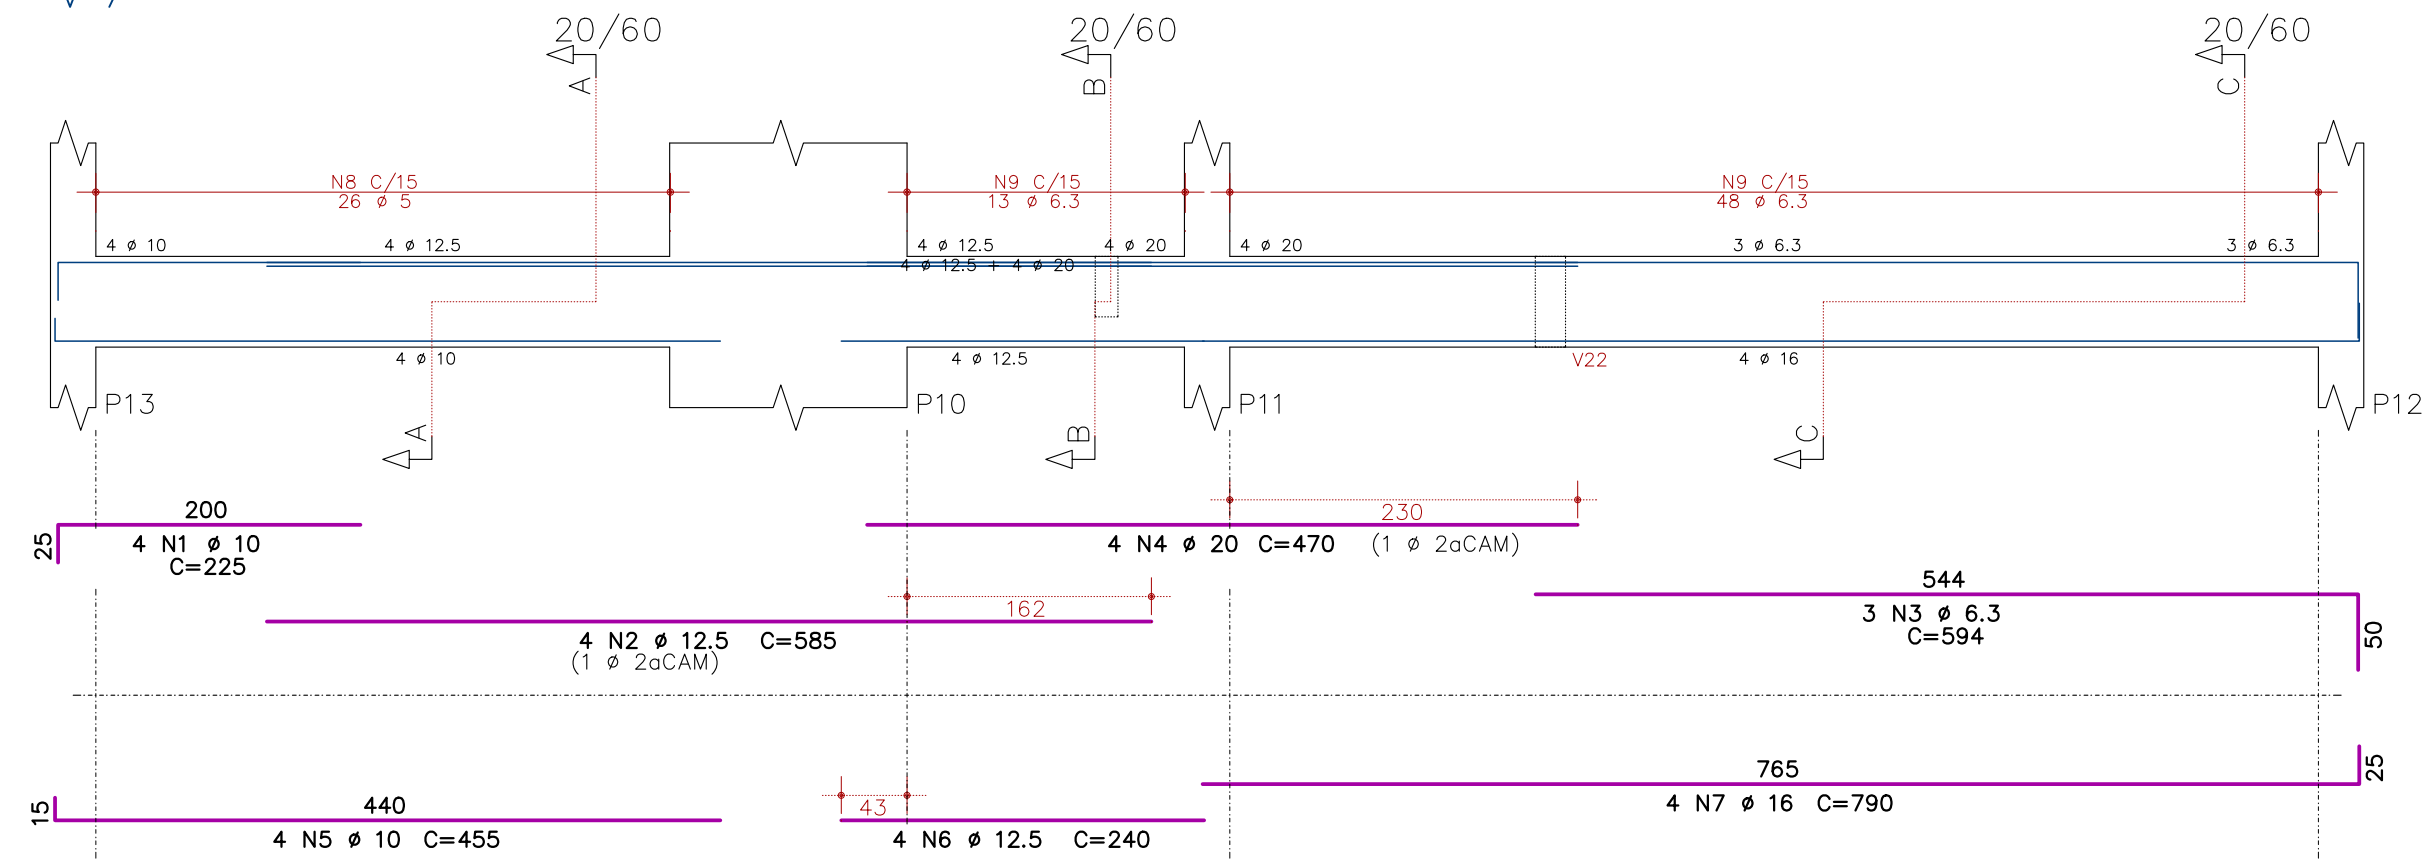 20/60
20/60
20/60
A
B
C
N8 C/15
26 ø 5
N9 C/15
13 ø 6.3
N9 C/15
48 ø 6.3
4 ø 10
4 ø 12.5
4 ø 12.5
4 ø 20
4 ø 20
3 ø 6.3
3 ø 6.3
4 ø 12.5 + 4 ø 20
4 ø 10
4 ø 12.5
V22
4 ø 16
P13
P10
P11
P12
A
B
C
200
25
4 N1 ø 10
C=225
230
4 N4 ø 20 C=470 (1 ø 2aCAM)
162
4 N2 ø 12.5 C=585
(1 ø 2aCAM)
544
3 N3 ø 6.3
C=594
50
765
25
4 N7 ø 16 C=790
440
15
4 N5 ø 10 C=455
43
4 N6 ø 12.5 C=240